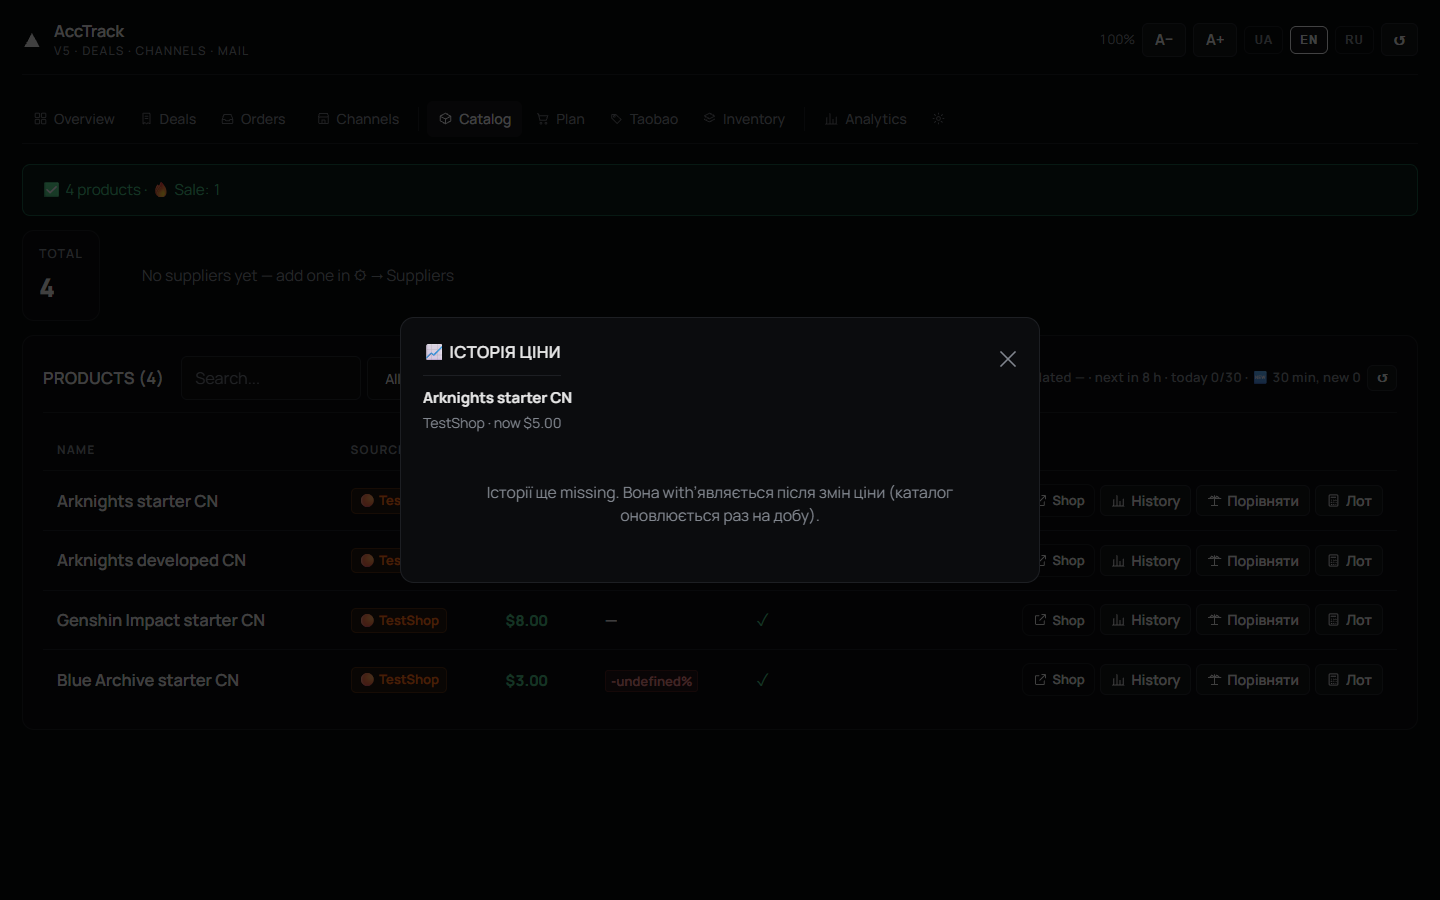 AccTrack
V5 · DEALS · CHANNELS · MAIL
100% A− A+ UA EN RU ↺
Overview Deals Orders Channels Catalog Plan Taobao Inventory Analytics
✅ 4 products · 🔥 Sale: 1
TOTAL
4
No suppliers yet — add one in ⚙ → Suppliers
📈 ІСТОРІЯ ЦІНИ
Arknights starter CN
TestShop · now $5.00
Історії ще missing. Вона with'являється після змін ціни (каталог
оновлюється раз на добу).
PRODUCTS (4) Search... All — · next in 8 h · today 0/30 · 30 min, new 0 ↺
NAME
Arknights starter CN Shop History Порівняти Лот
Arknights developed CN Shop History Порівняти Лот
Genshin Impact starter CN TestShop $8.00 — ✓ Shop History Порівняти Лот
Blue Archive starter CN TestShop $3.00 -undefined% ✓ Shop History Порівняти Лот